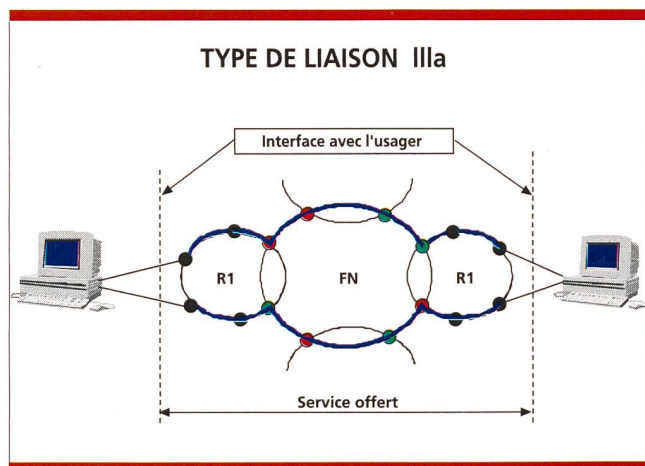 TYPE DE LIAISON IIIa
Interface avec l'usager
R1
FN
R1
Service offert